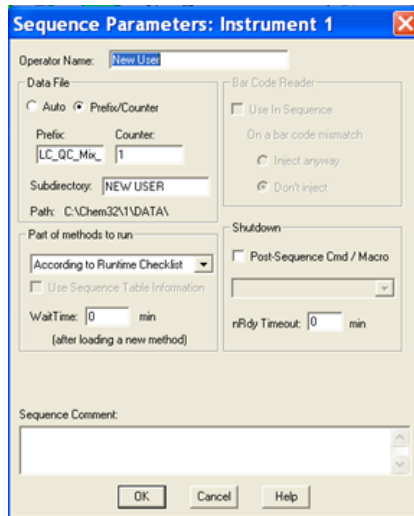 Sequence Parameters: Instrument 1
Operator Name: New User
Data File
Auto Prefix/Counter
Prefix: Counter:
LC_QC_Mix_ 1
Subdirectory: NEW USER
Path: C:\Chem32\1\DATA\
Part of methods to run
According to Runtime Checklist
Use Sequence Table Information
WaitTime: 0 min
(after loading a new method)
Bar Code Reader
Use In Sequence
On a bar code mismatch
Inject anyway
Don't inject
Shutdown
Post-Sequence Cmd / Macro
nRdy Timeout: 0 min
Sequence Comment:
OK Cancel Help